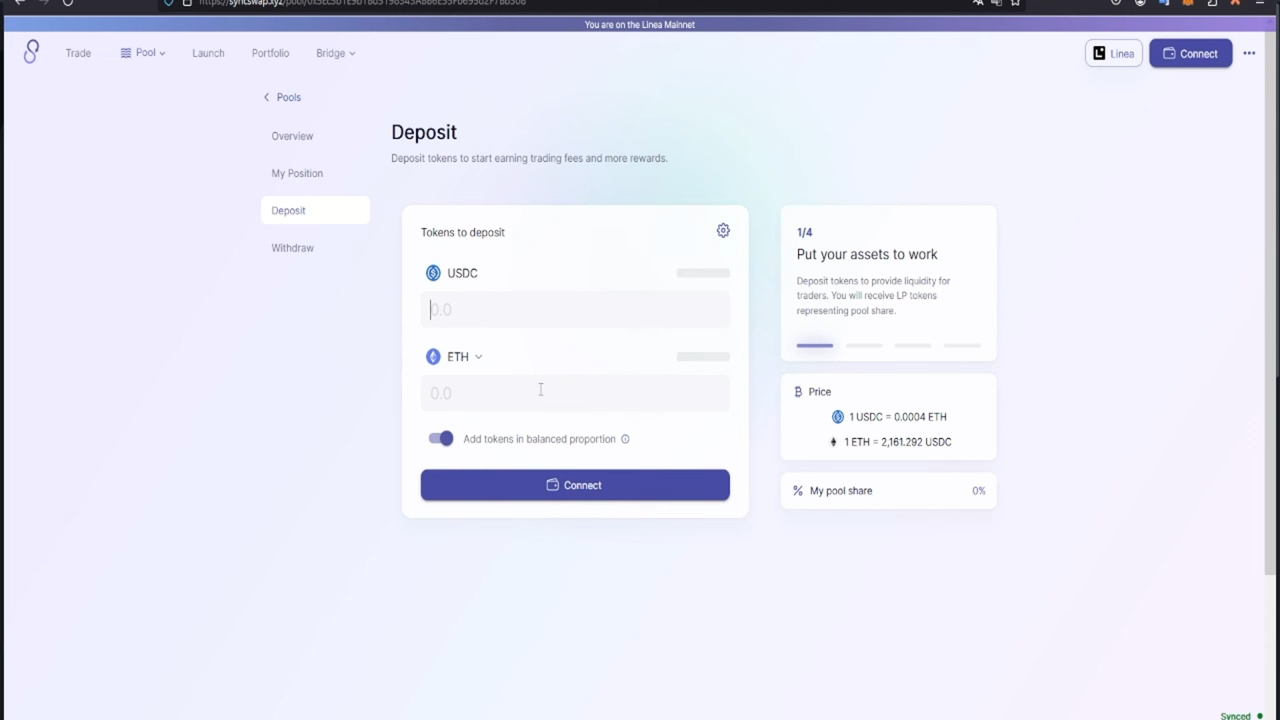 You are on the Linea Mainnet
Trade
Pool
Launch
Portfolio
Bridge
Linea
Connect
Pools
Overview
My Position
Deposit
Withdraw
Deposit
Deposit tokens to start earning trading fees and more rewards.
Tokens to deposit
USDC
0.0
ETH
0.0
Add tokens in balanced proportion
Connect
1/4
Put your assets to work
Deposit tokens to provide liquidity for
traders. You will receive LP tokens
representing pool share.
Price
1 USDC = 0.0004 ETH
1 ETH = 2,161.292 USDC
My pool share
0%
Synced